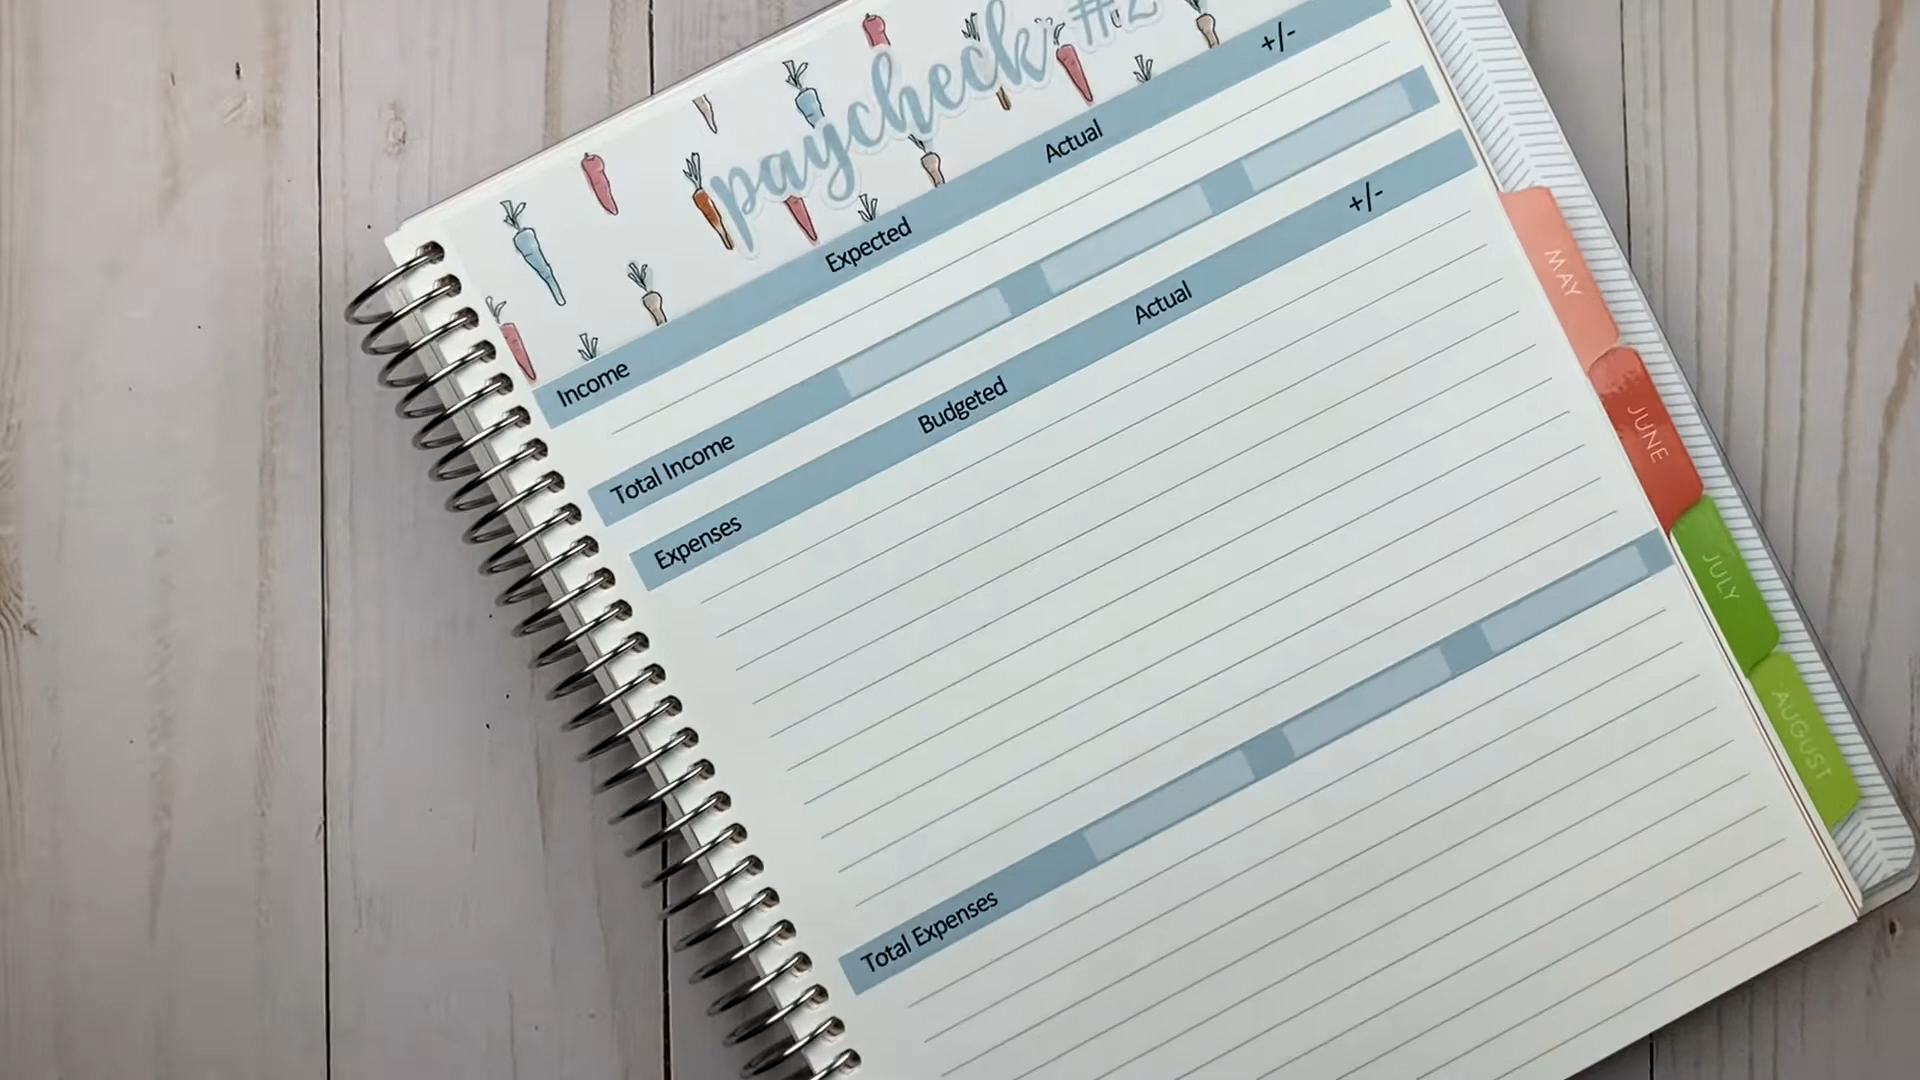 paycheck #2
Income Expected Actual +/-
Total Income
Expenses Budgeted Actual +/-
Total Expenses
MAY
JUNE
JULY
AUGUST